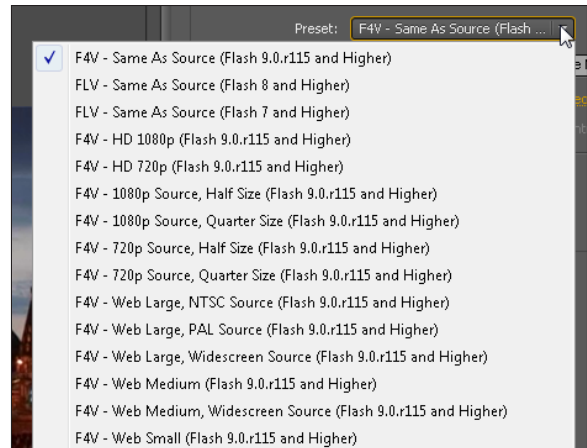 Preset: F4V - Same As Source (Flash ...
F4V - Same As Source (Flash 9.0.r115 and Higher)
FLV - Same As Source (Flash 8 and Higher)
FLV - Same As Source (Flash 7 and Higher)
F4V - HD 1080p (Flash 9.0.r115 and Higher)
F4V - HD 720p (Flash 9.0.r115 and Higher)
F4V - 1080p Source, Half Size (Flash 9.0.r115 and Higher)
F4V - 1080p Source, Quarter Size (Flash 9.0.r115 and Higher)
F4V - 720p Source, Half Size (Flash 9.0.r115 and Higher)
F4V - 720p Source, Quarter Size (Flash 9.0.r115 and Higher)
F4V - Web Large, NTSC Source (Flash 9.0.r115 and Higher)
F4V - Web Large, PAL Source (Flash 9.0.r115 and Higher)
F4V - Web Large, Widescreen Source (Flash 9.0.r115 and Higher)
F4V - Web Medium (Flash 9.0.r115 and Higher)
F4V - Web Medium, Widescreen Source (Flash 9.0.r115 and Higher)
F4V - Web Small (Flash 9.0.r115 and Higher)